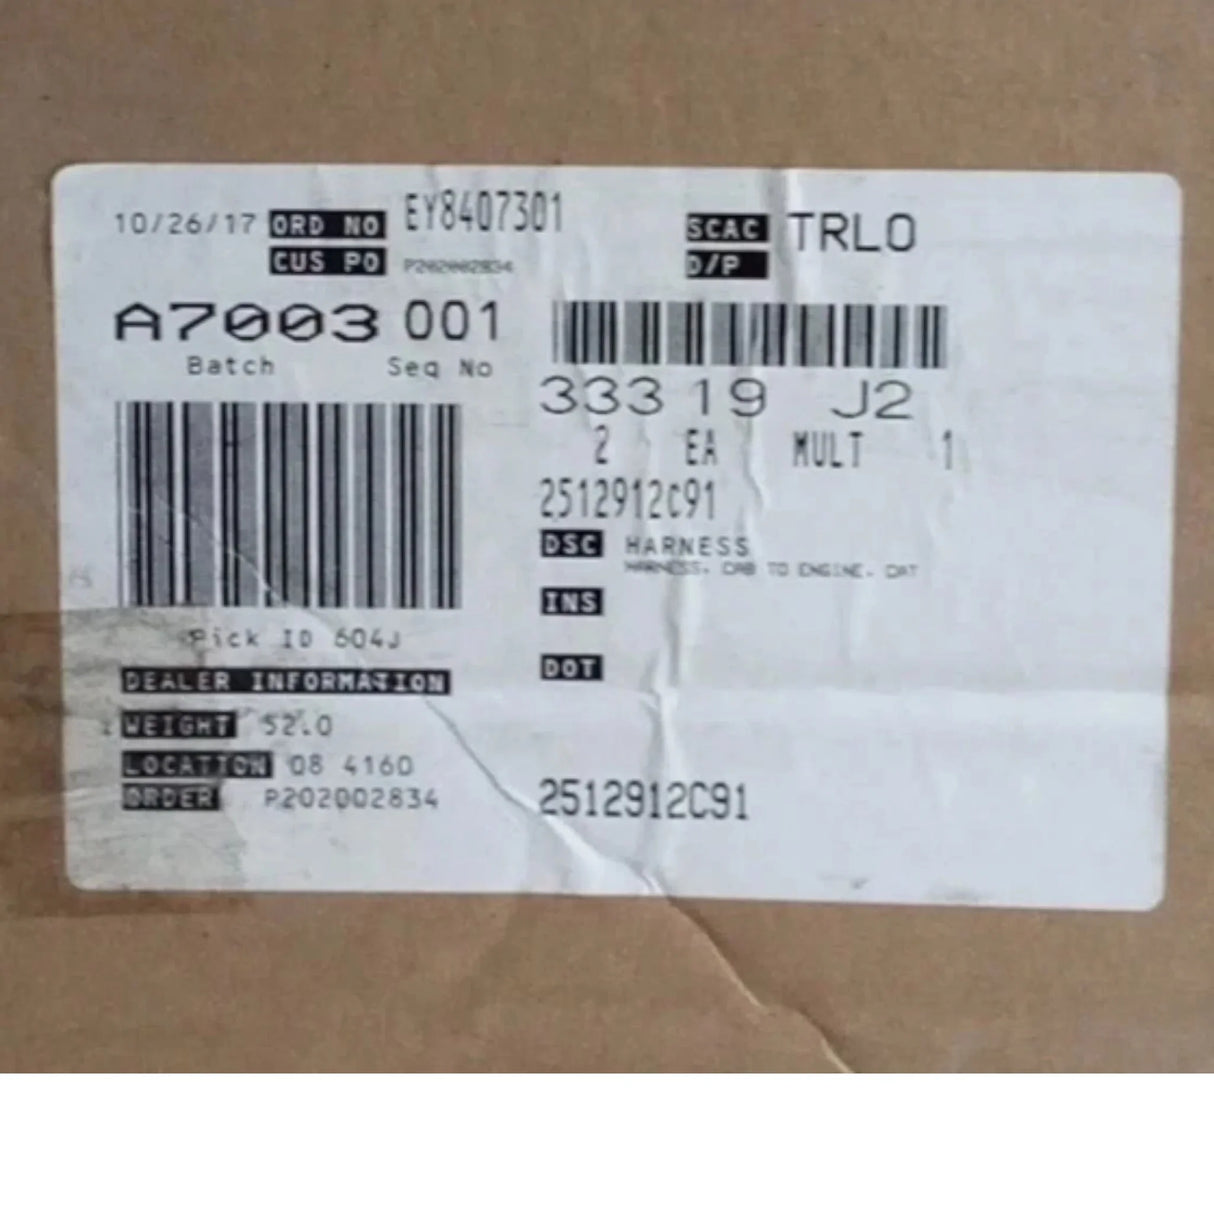 10/26/17 ORD NO EY8407301 SCAC TRLO
CUS PO P202002834 D/P
A7003 001
Batch Seq No
333 19 J2
2 EA MULT 1
2512912C91
DSC HARNESS
HARNESS, CAB TO ENGINE, CAT
INS
Pick ID 604J
DOT
DEALER INFORMATION
WEIGHT 52.0
LOCATION 08 4160
ORDER P202002834
2512912C91